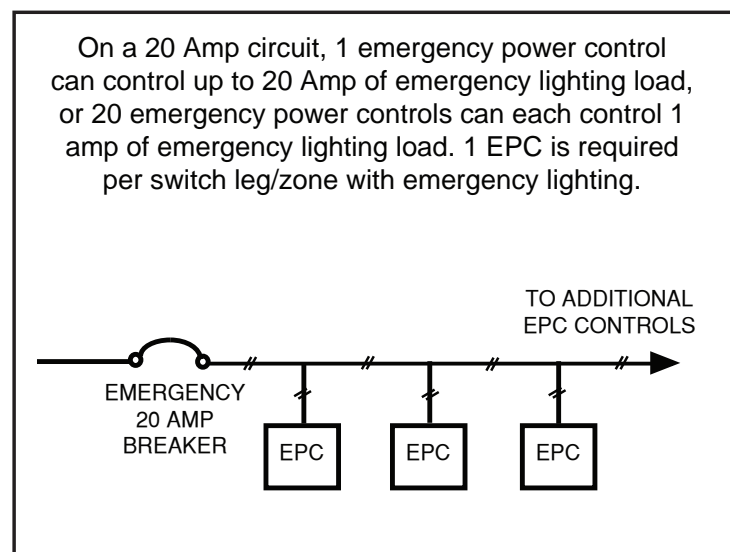 On a 20 Amp circuit, 1 emergency power control
can control up to 20 Amp of emergency lighting load,
or 20 emergency power controls can each control 1
amp of emergency lighting load. 1 EPC is required
per switch leg/zone with emergency lighting.
TO ADDITIONAL
EPC CONTROLS
EMERGENCY
20 AMP
BREAKER
EPC
EPC
EPC